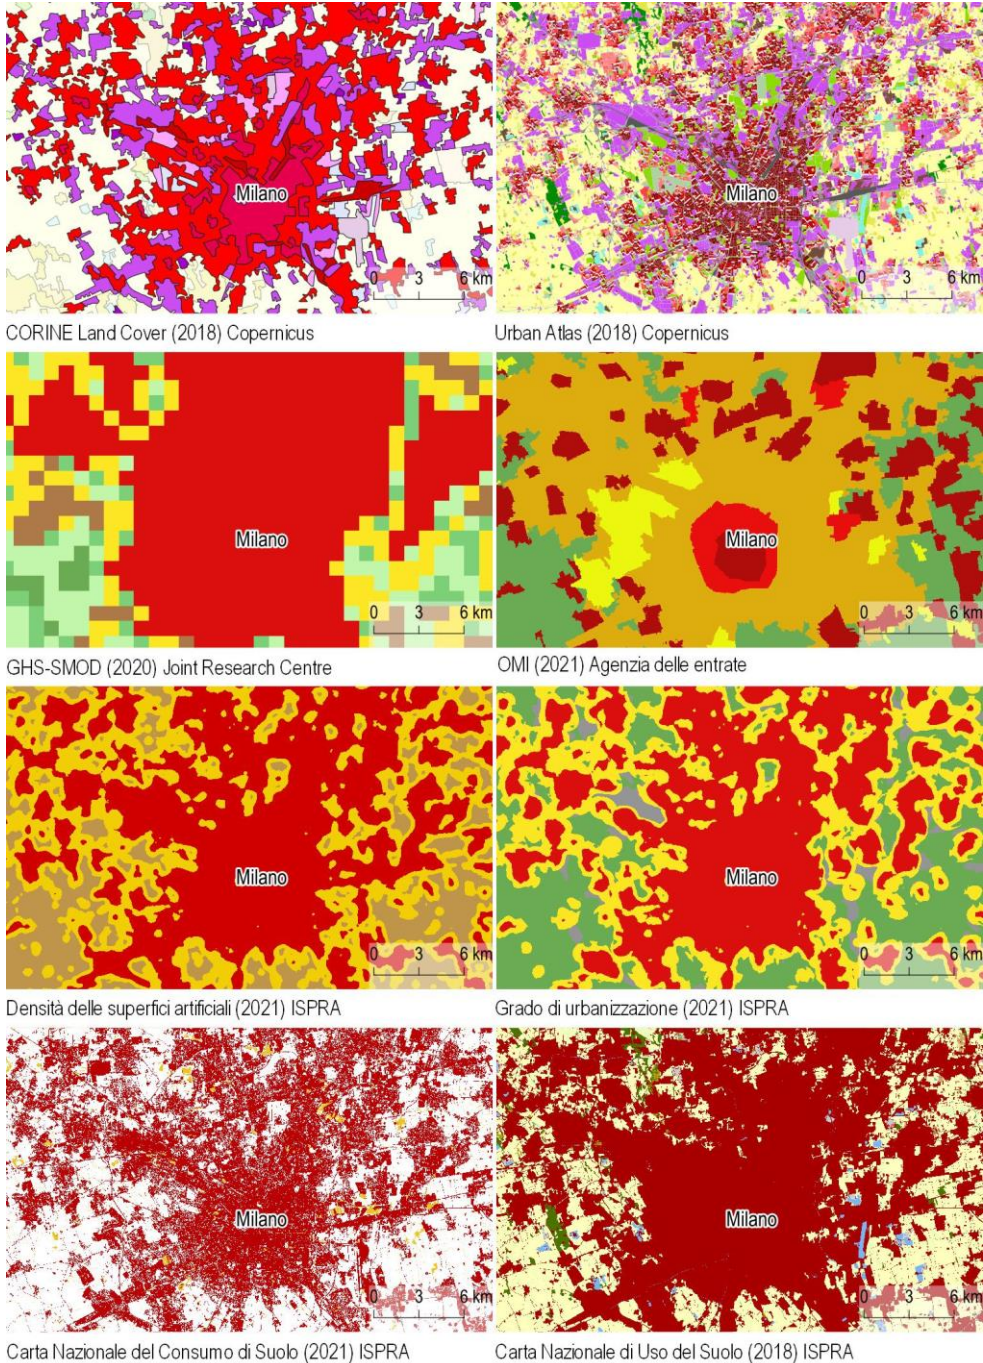 Milano
0 3 6 km
CORINE Land Cover (2018) Copernicus
Milano
0 3 6 km
Urban Atlas (2018) Copernicus
Milano
0 3 6 km
GHS-SMOD (2020) Joint Research Centre
Milano
0 3 6 km
OMI (2021) Agenzia delle entrate
Milano
0 3 6 km
Densità delle superfici artificiali (2021) ISPRA
Milano
0 3 6 km
Grado di urbanizzazione (2021) ISPRA
Milano
0 3 6 km
Carta Nazionale del Consumo di Suolo (2021) ISPRA
Milano
0 3 6 km
Carta Nazionale di Uso del Suolo (2018) ISPRA